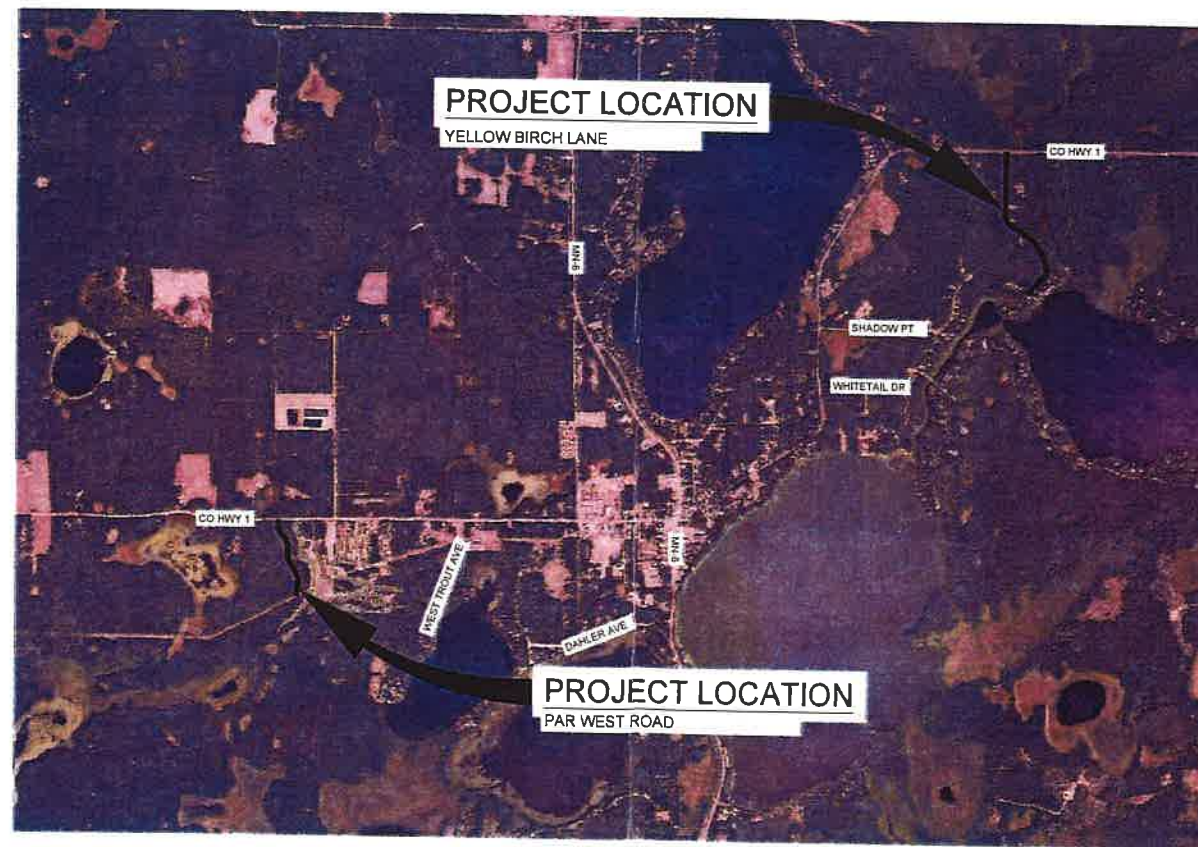 PROJECT LOCATION
YELLOW BIRCH LANE
CO HWY 1
MN-6
SHADOW PT
WHITETAIL DR
CO HWY 1
WEST TROUT AVE
MN-6
DAHLER AVE
PROJECT LOCATION
PAR WEST ROAD